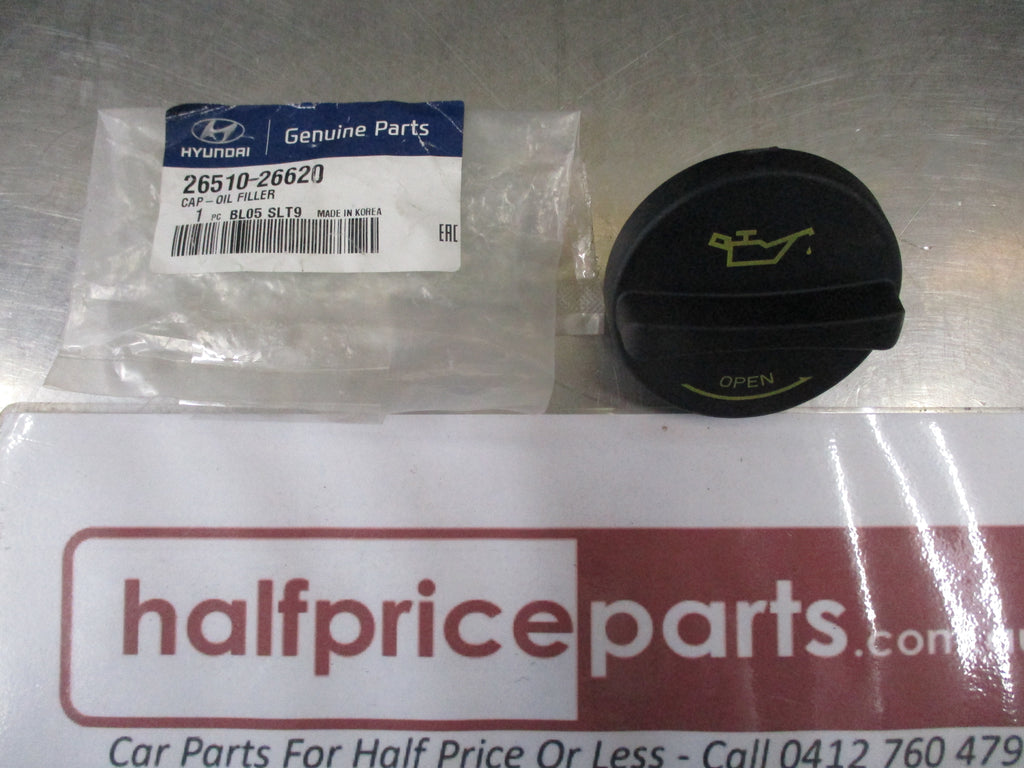 HYUNDAI
Genuine Parts
26510-26620
CAP-OIL FILLER
1 PC BL05 SLT9 MADE IN KOREA
EAC
OPEN
halfpriceparts.com.au
Car Parts For Half Price Or Less - Call 0412 760 479